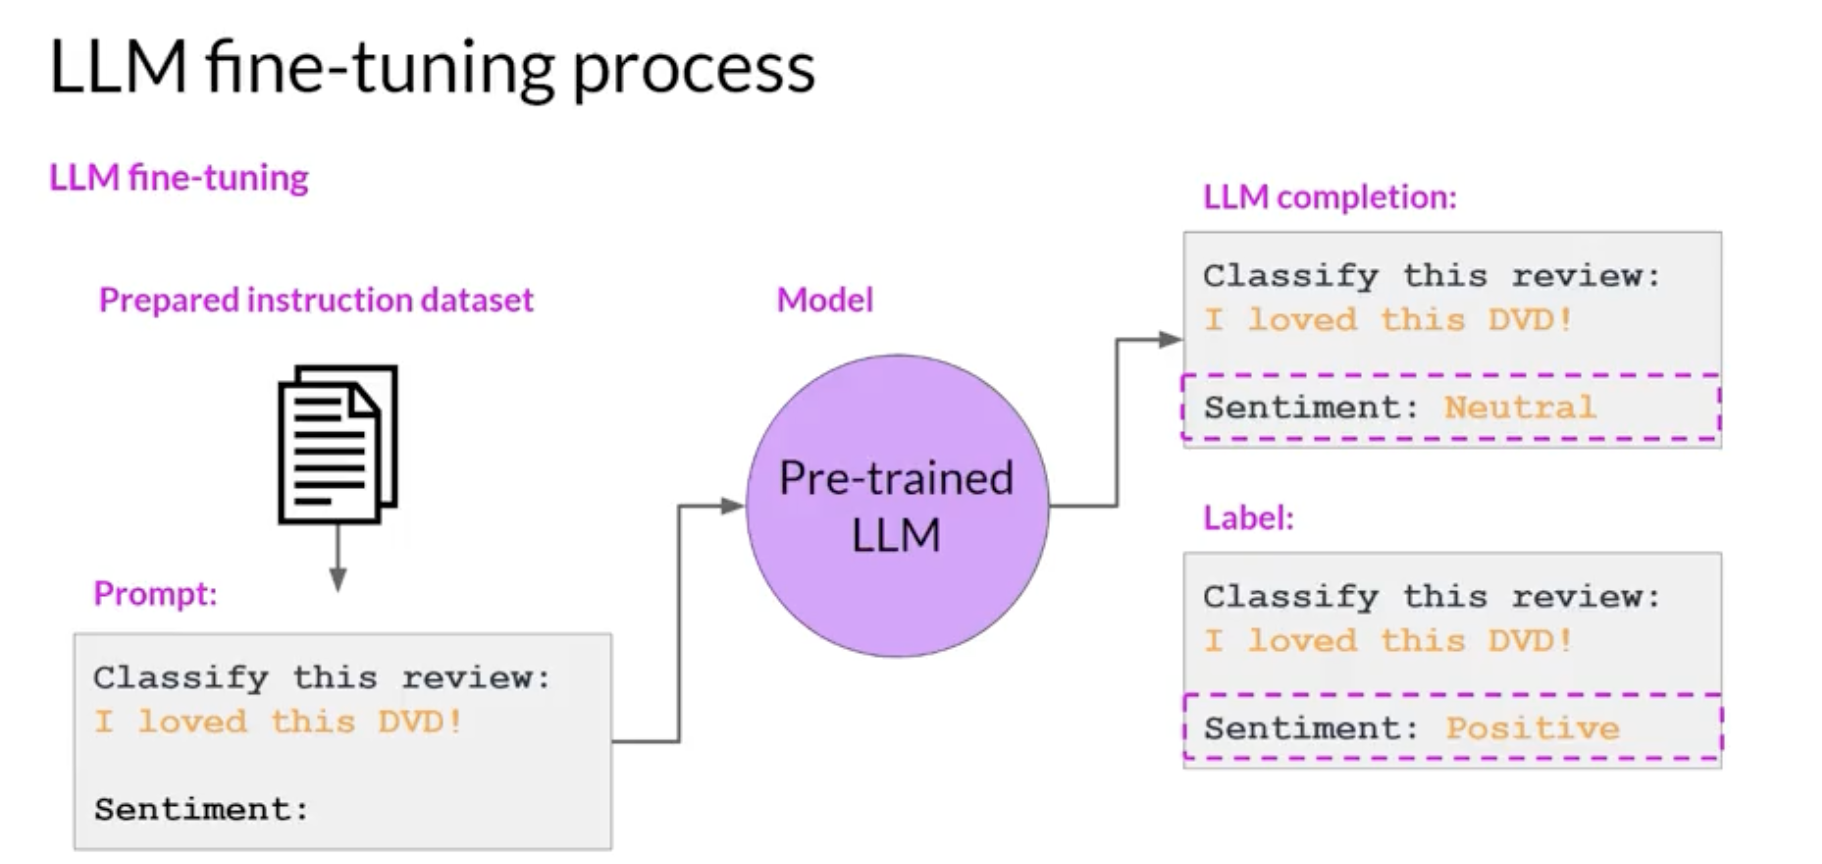 LLM fine-tuning process
LLM fine-tuning
Prepared instruction dataset
Prompt:
Classify this review:
I loved this DVD!
Sentiment:
Model
Pre-trained
LLM
LLM completion:
Classify this review:
I loved this DVD!
Sentiment: Neutral
Label:
Classify this review:
I loved this DVD!
Sentiment: Positive